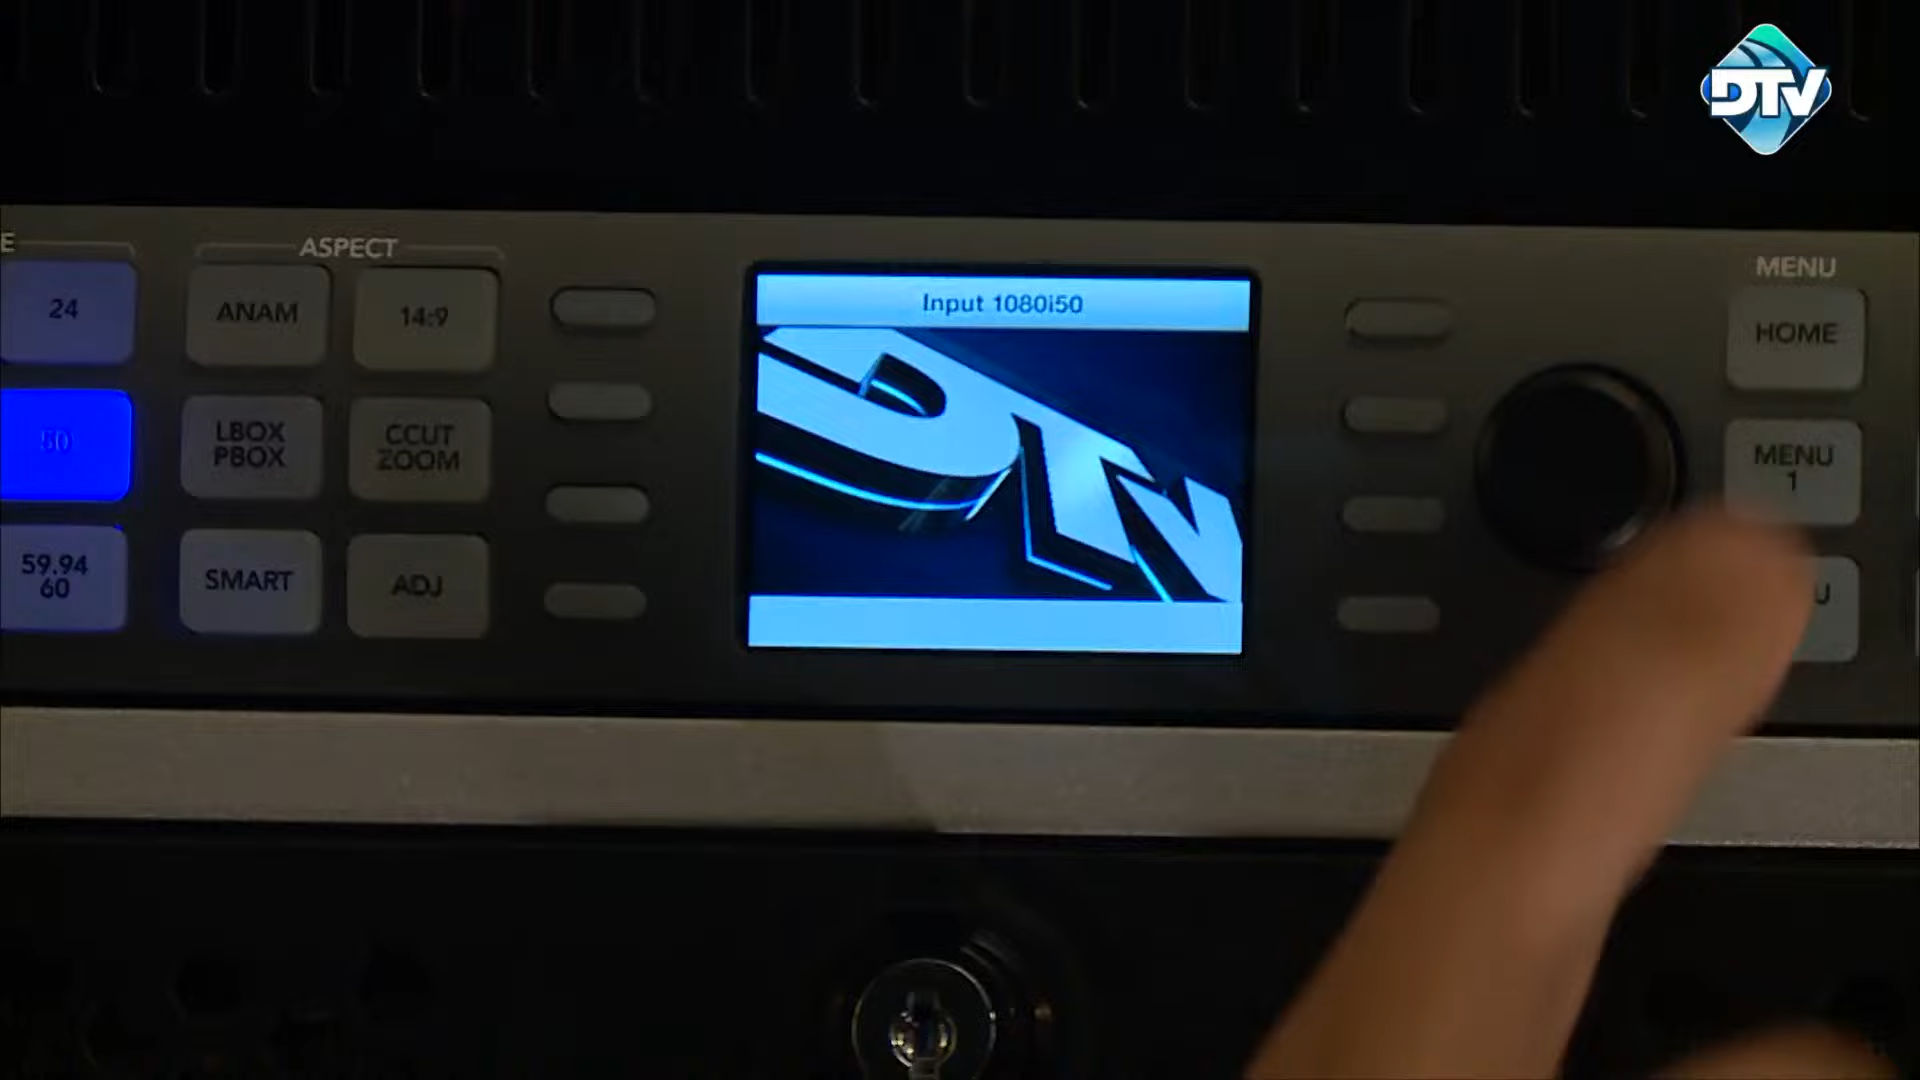 DTV
E
ASPECT
MENU
24
ANAM
14:9
Input 1080i50
HOME
DTV
50
LBOX
PBOX
CCUT
ZOOM
MENU
1
59.94
60
SMART
ADJ
U